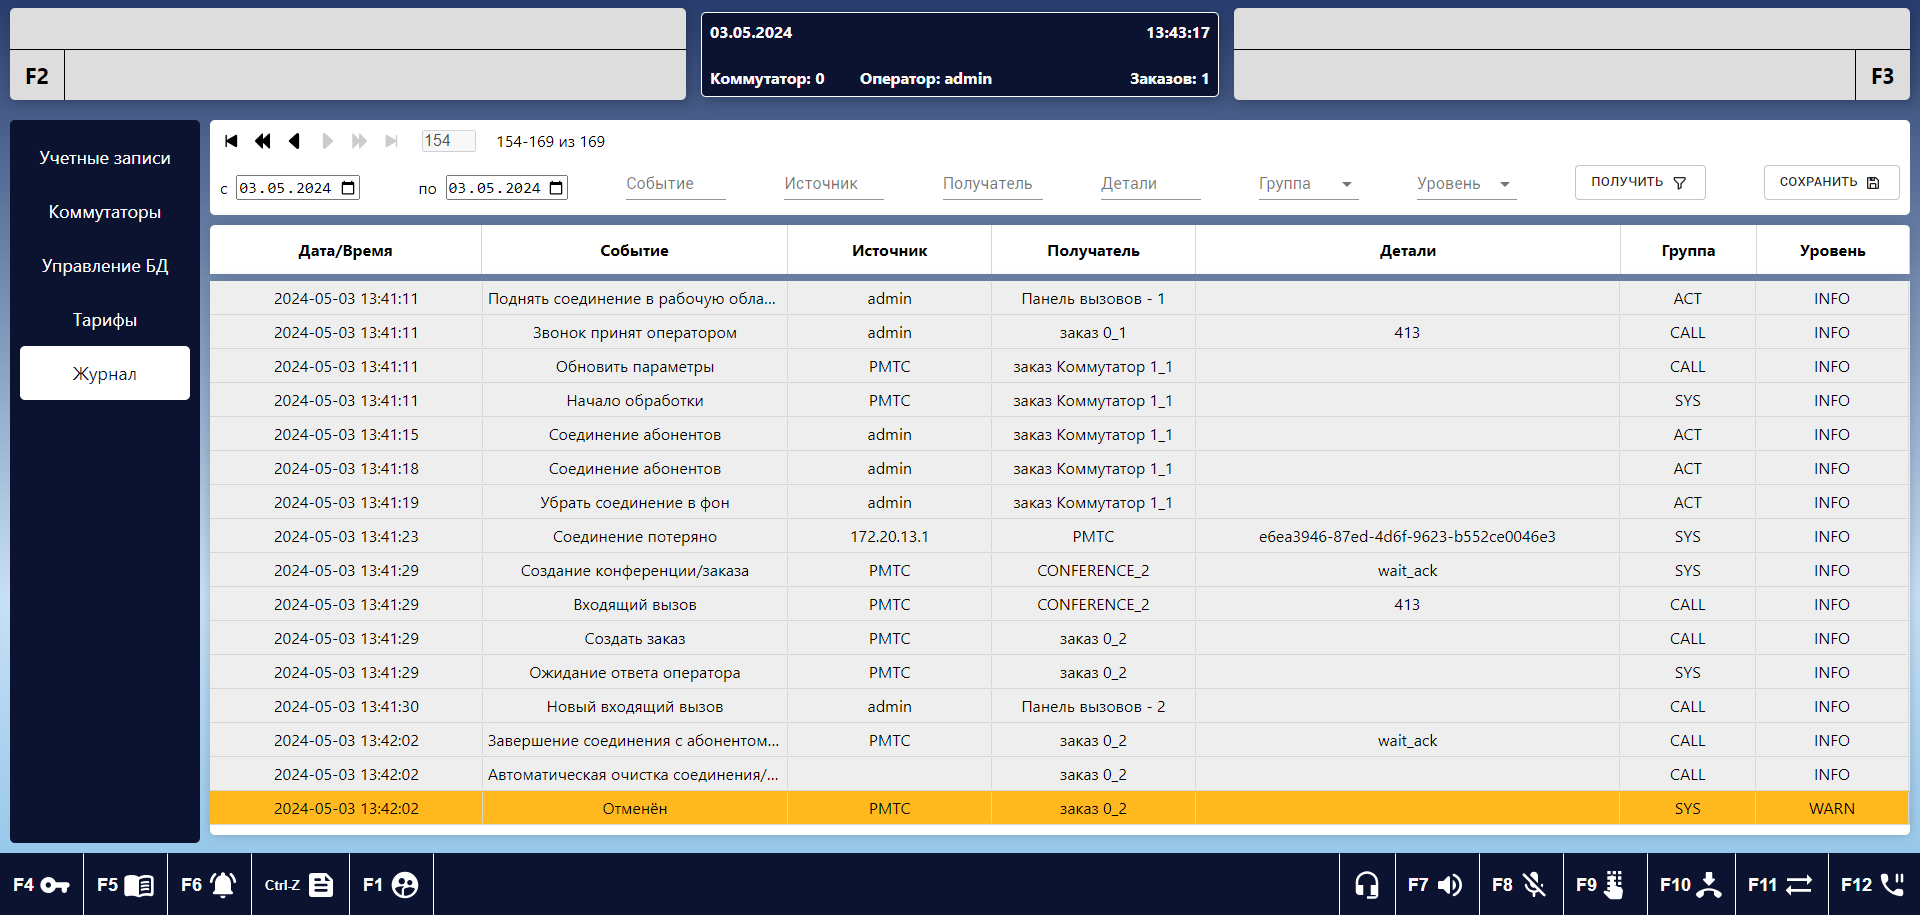 03.05.2024 13:43:17
F2
Коммутатор: 0 Оператор: admin Заказов: 1
F3
Учетные записи
Коммутаторы
Управление БД
Тарифы
Журнал
154 154-169 из 169
с 03.05.2024 по 03.05.2024 Событие Источник Получатель Детали Группа Уровень ПОЛУЧИТЬ СОХРАНИТЬ
Дата/Время Событие Источник Получатель Детали Группа Уровень
2024-05-03 13:41:11 Поднять соединение в рабочую обла... admin Панель вызовов - 1 ACT INFO
2024-05-03 13:41:11 Звонок принят оператором admin заказ 0_1 413 CALL INFO
2024-05-03 13:41:11 Обновить параметры РМТС заказ Коммутатор 1_1 CALL INFO
2024-05-03 13:41:11 Начало обработки РМТС заказ Коммутатор 1_1 SYS INFO
2024-05-03 13:41:15 Соединение абонентов admin заказ Коммутатор 1_1 ACT INFO
2024-05-03 13:41:18 Соединение абонентов admin заказ Коммутатор 1_1 ACT INFO
2024-05-03 13:41:19 Убрать соединение в фон admin заказ Коммутатор 1_1 ACT INFO
2024-05-03 13:41:23 Соединение потеряно 172.20.13.1 РМТС e6ea3946-87ed-4d6f-9623-b552ce0046e3 SYS INFO
2024-05-03 13:41:29 Создание конференции/заказа РМТС CONFERENCE_2 wait_ack SYS INFO
2024-05-03 13:41:29 Входящий вызов РМТС CONFERENCE_2 413 CALL INFO
2024-05-03 13:41:29 Создать заказ РМТС заказ 0_2 CALL INFO
2024-05-03 13:41:29 Ожидание ответа оператора РМТС заказ 0_2 SYS INFO
2024-05-03 13:41:30 Новый входящий вызов admin Панель вызовов - 2 CALL INFO
2024-05-03 13:42:02 Завершение соединения с абонентом... РМТС заказ 0_2 wait_ack CALL INFO
2024-05-03 13:42:02 Автоматическая очистка соединения/... заказ 0_2 CALL INFO
2024-05-03 13:42:02 Отменён РМТС заказ 0_2 SYS WARN
F4 F5 F6 Ctrl-Z F1 F7 F8 F9 F10 F11 F12